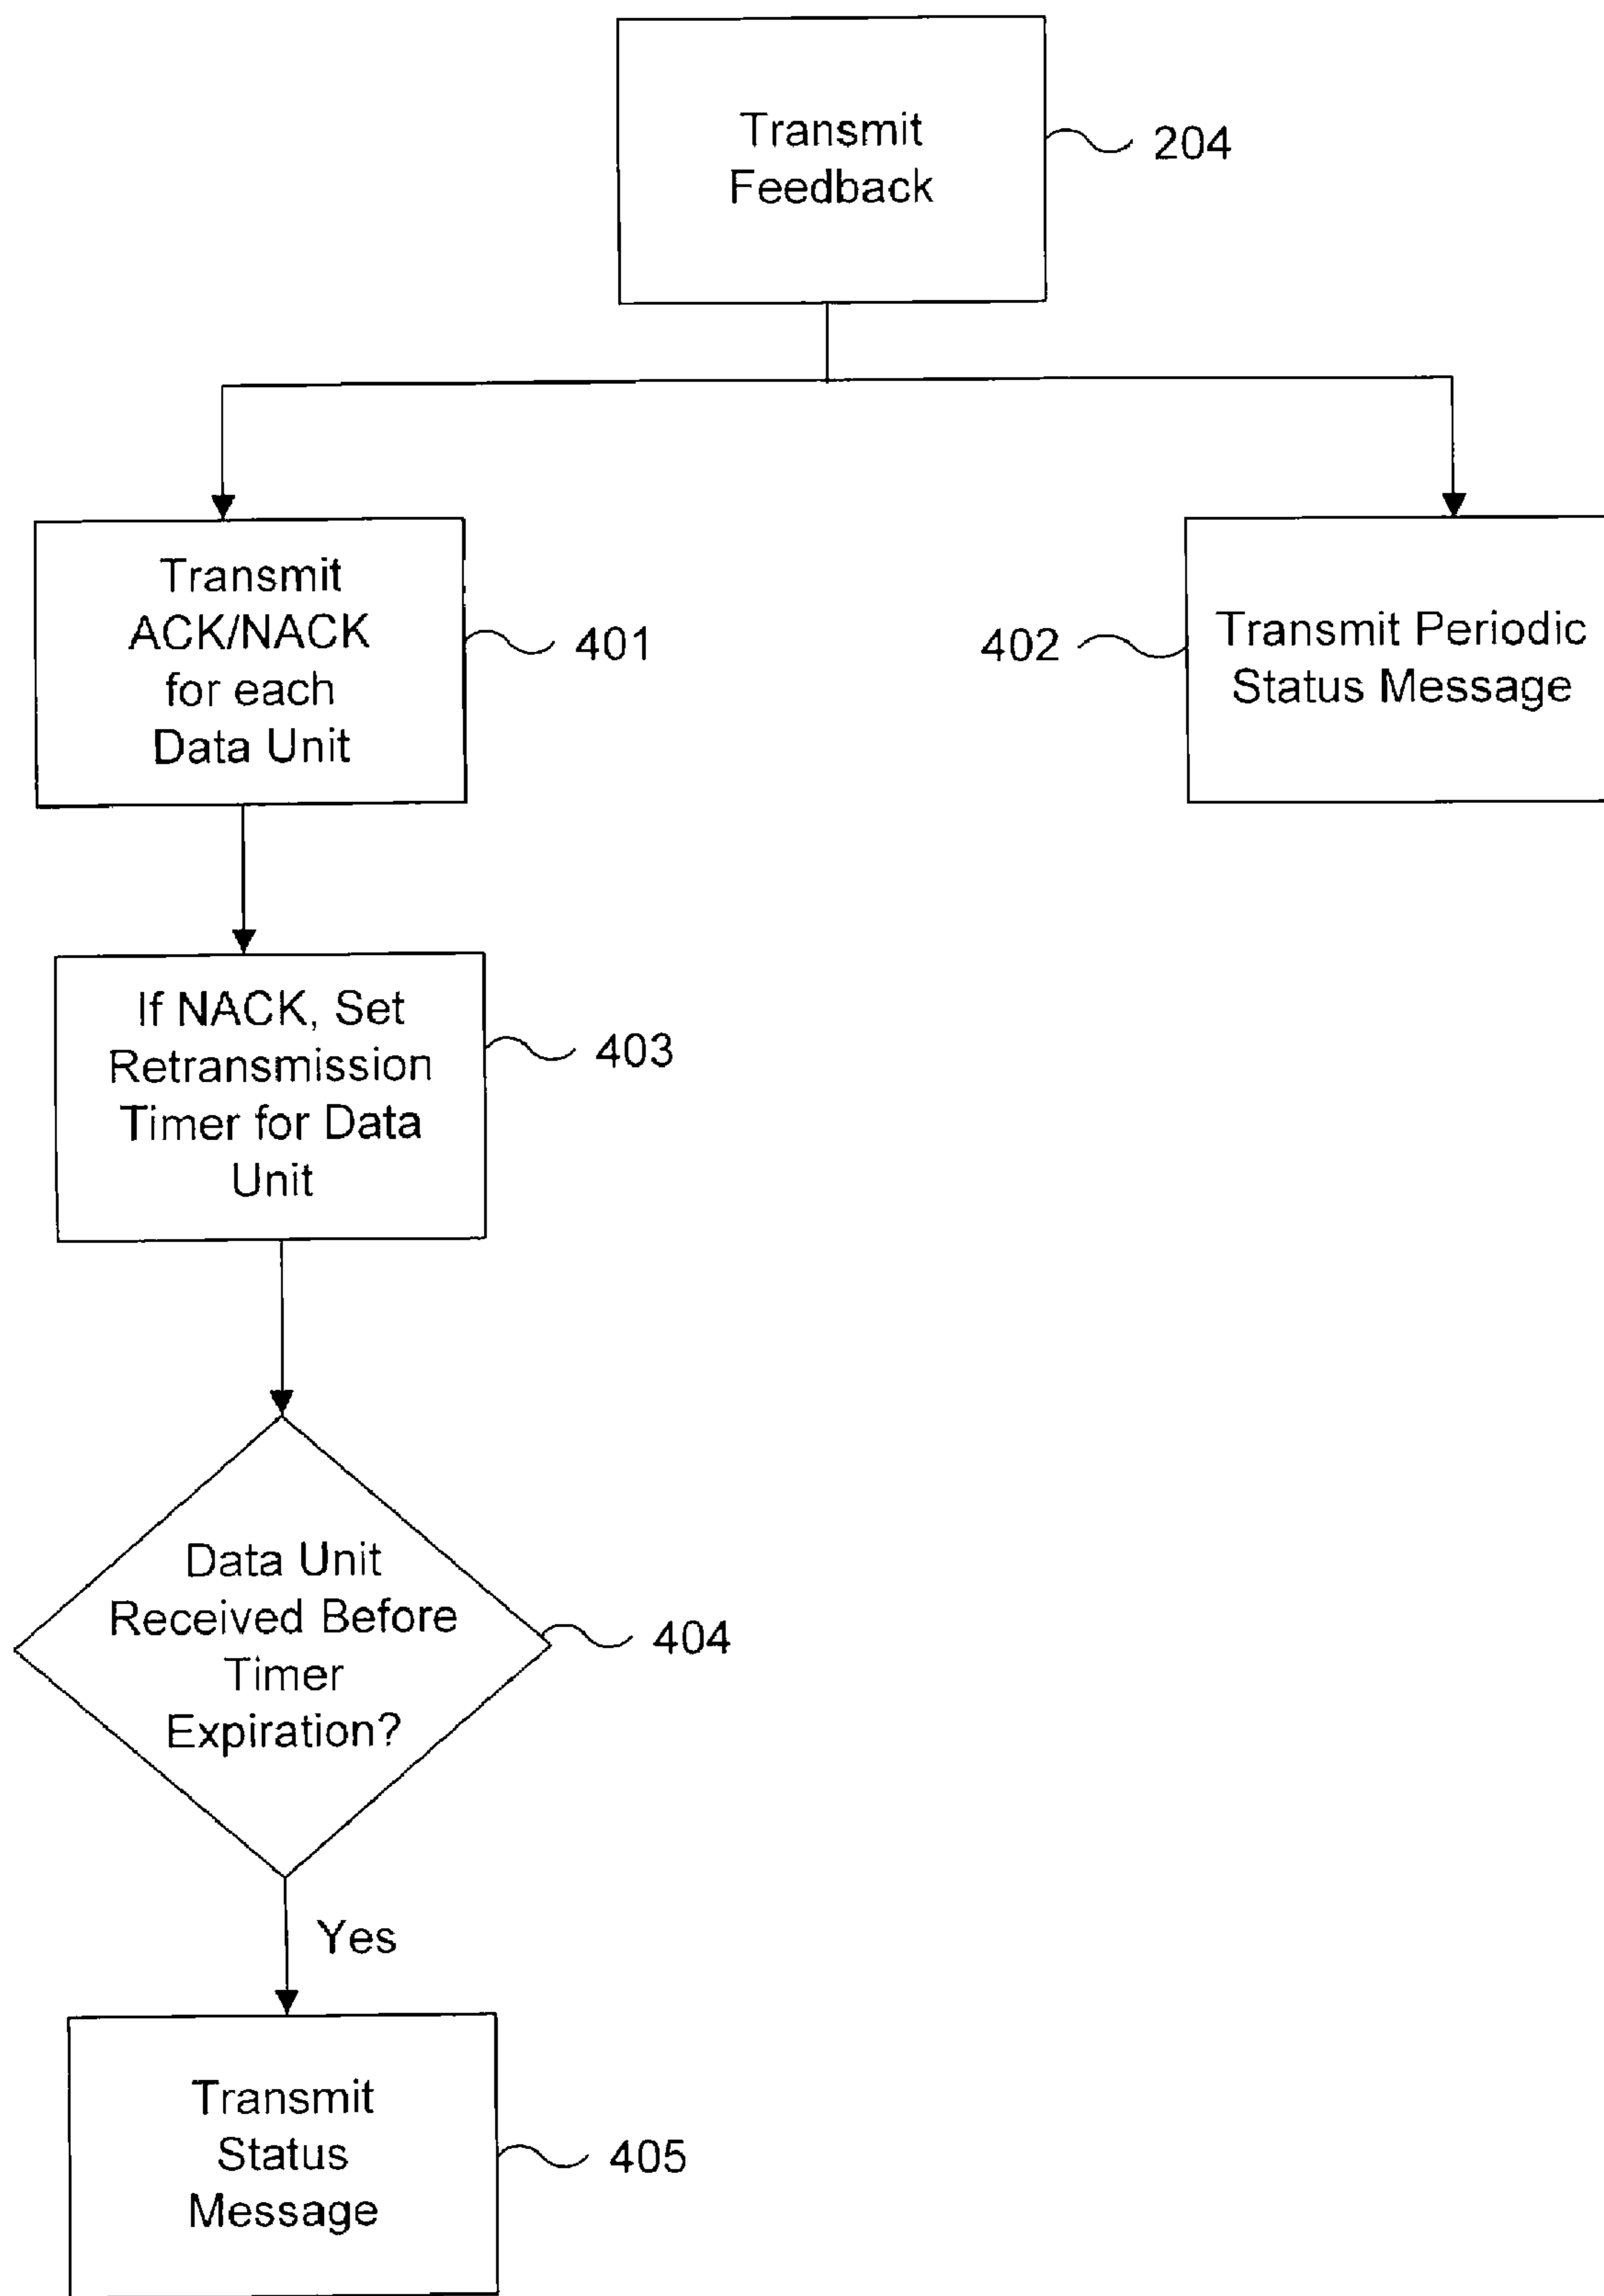 Transmit
Feedback
204
Transmit
ACK/NACK
for each
Data Unit
401
402
Transmit Periodic
Status Message
If NACK, Set
Retransmission
Timer for Data
Unit
403
Data Unit
Received Before
Timer
Expiration?
404
Yes
Transmit
Status
Message
405